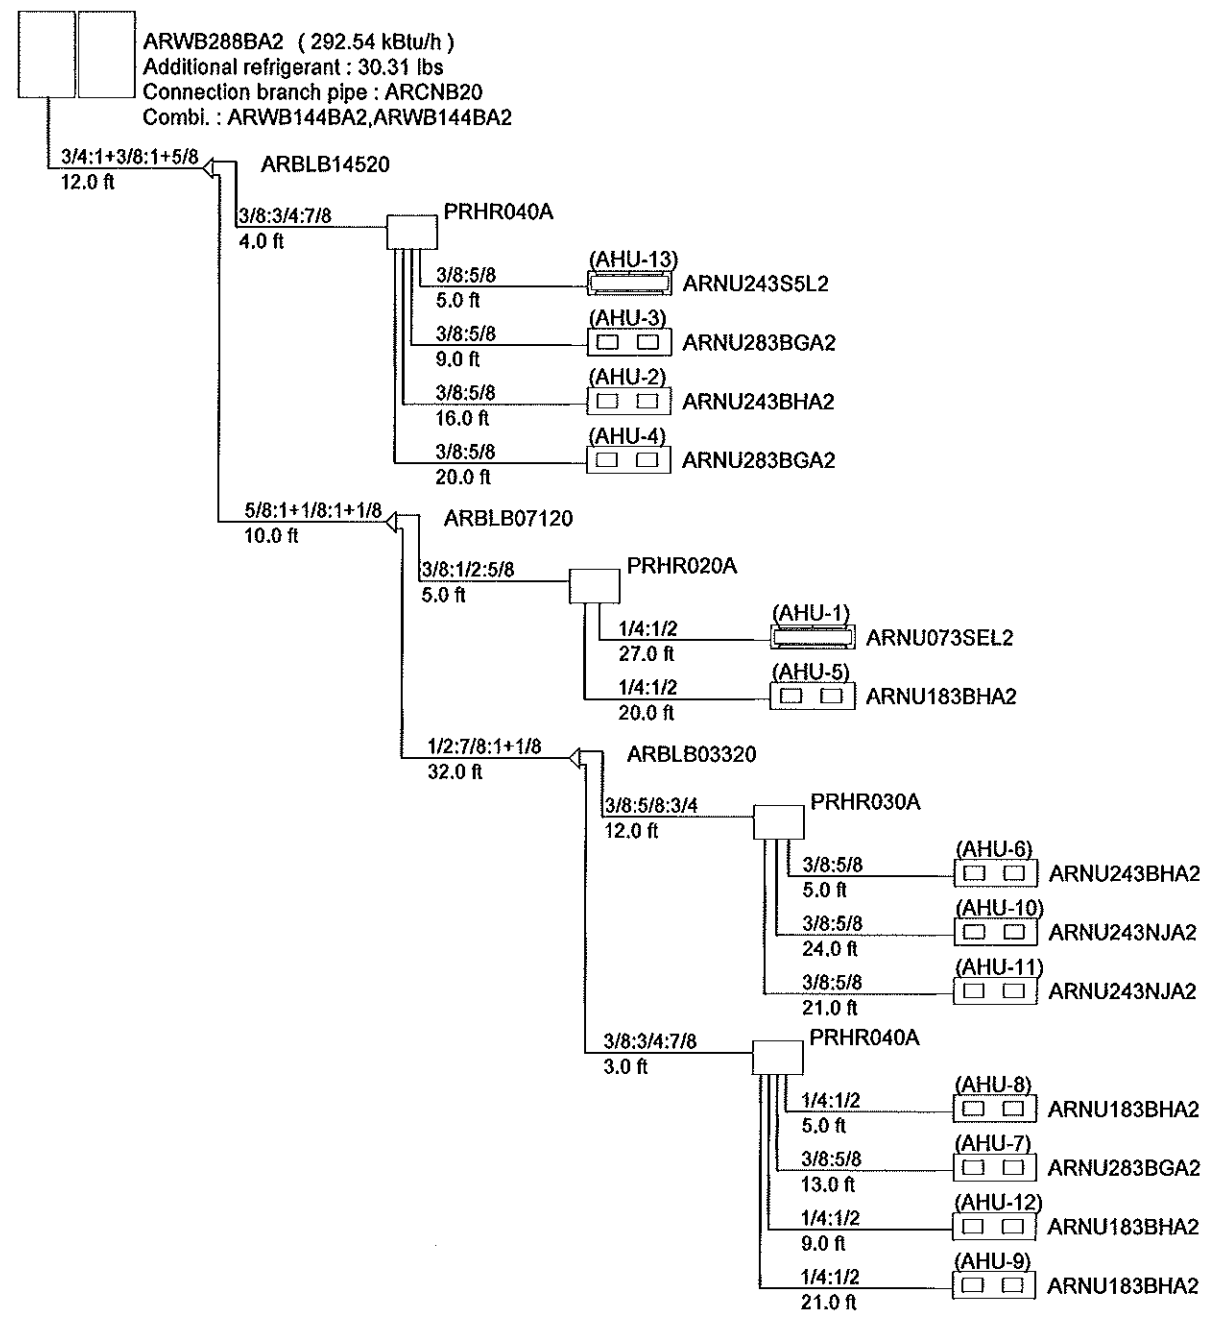 ARWB288BA2 ( 292.54 kBtu/h )
Additional refrigerant : 30.31 lbs
Connection branch pipe : ARCNB20
Combi. : ARWB144BA2,ARWB144BA2
3/4:1+3/8:1+5/8
12.0 ft
ARBLB14520
3/8:3/4:7/8
4.0 ft
PRHR040A
3/8:5/8
5.0 ft
(AHU-13)
ARNU243S5L2
3/8:5/8
9.0 ft
(AHU-3)
ARNU283BGA2
3/8:5/8
16.0 ft
(AHU-2)
ARNU243BHA2
3/8:5/8
20.0 ft
(AHU-4)
ARNU283BGA2
5/8:1+1/8:1+1/8
10.0 ft
ARBLB07120
3/8:1/2:5/8
5.0 ft
PRHR020A
1/4:1/2
27.0 ft
(AHU-1)
ARNU073SEL2
1/4:1/2
20.0 ft
(AHU-5)
ARNU183BHA2
1/2:7/8:1+1/8
32.0 ft
ARBLB03320
3/8:5/8:3/4
12.0 ft
PRHR030A
3/8:5/8
5.0 ft
(AHU-6)
ARNU243BHA2
3/8:5/8
24.0 ft
(AHU-10)
ARNU243NJA2
3/8:5/8
21.0 ft
(AHU-11)
ARNU243NJA2
3/8:3/4:7/8
3.0 ft
PRHR040A
1/4:1/2
5.0 ft
(AHU-8)
ARNU183BHA2
3/8:5/8
13.0 ft
(AHU-7)
ARNU283BGA2
1/4:1/2
9.0 ft
(AHU-12)
ARNU183BHA2
1/4:1/2
21.0 ft
(AHU-9)
ARNU183BHA2